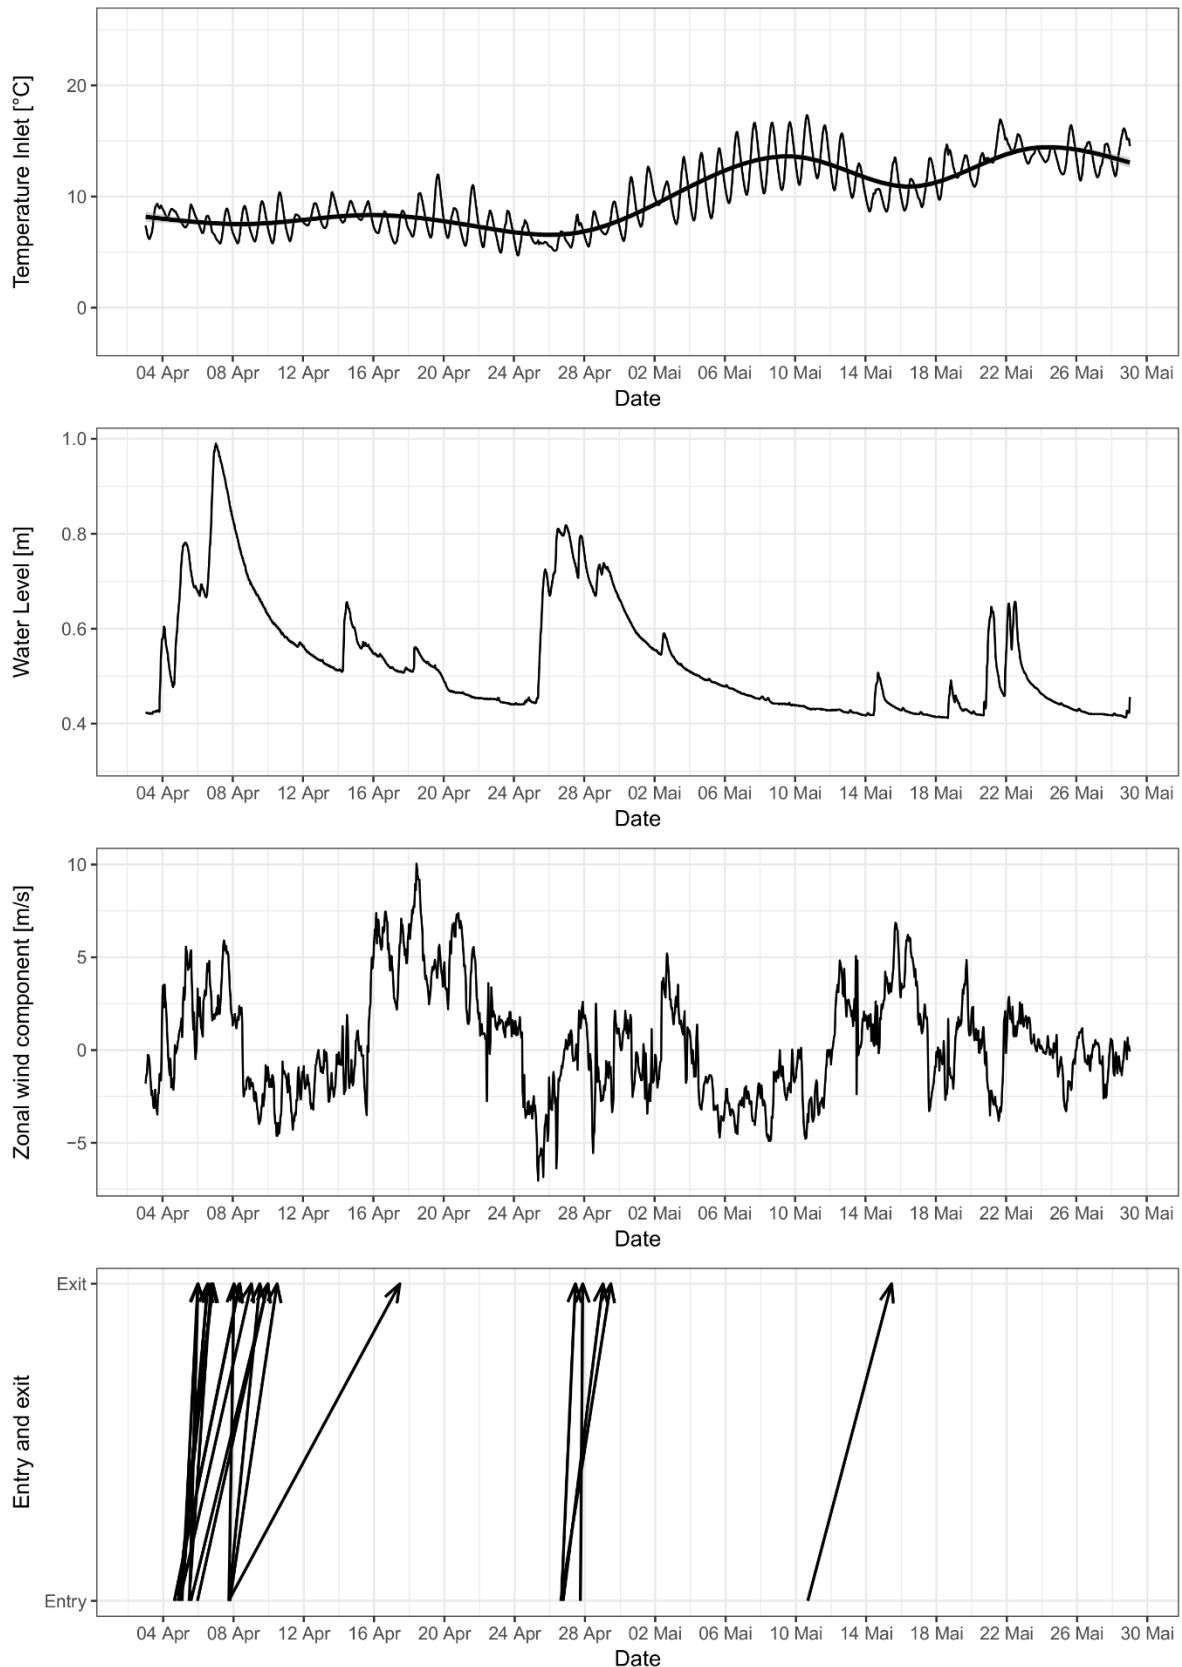 Temperature Inlet [°C]
20
10
0
04 Apr 08 Apr 12 Apr 16 Apr 20 Apr 24 Apr 28 Apr 02 Mai 06 Mai 10 Mai 14 Mai 18 Mai 22 Mai 26 Mai 30 Mai
Date
Water Level [m]
1.0
0.8
0.6
0.4
04 Apr 08 Apr 12 Apr 16 Apr 20 Apr 24 Apr 28 Apr 02 Mai 06 Mai 10 Mai 14 Mai 18 Mai 22 Mai 26 Mai 30 Mai
Date
Zonal wind component [m/s]
10
5
0
−5
04 Apr 08 Apr 12 Apr 16 Apr 20 Apr 24 Apr 28 Apr 02 Mai 06 Mai 10 Mai 14 Mai 18 Mai 22 Mai 26 Mai 30 Mai
Date
Entry and exit
Exit
Entry
04 Apr 08 Apr 12 Apr 16 Apr 20 Apr 24 Apr 28 Apr 02 Mai 06 Mai 10 Mai 14 Mai 18 Mai 22 Mai 26 Mai 30 Mai
Date